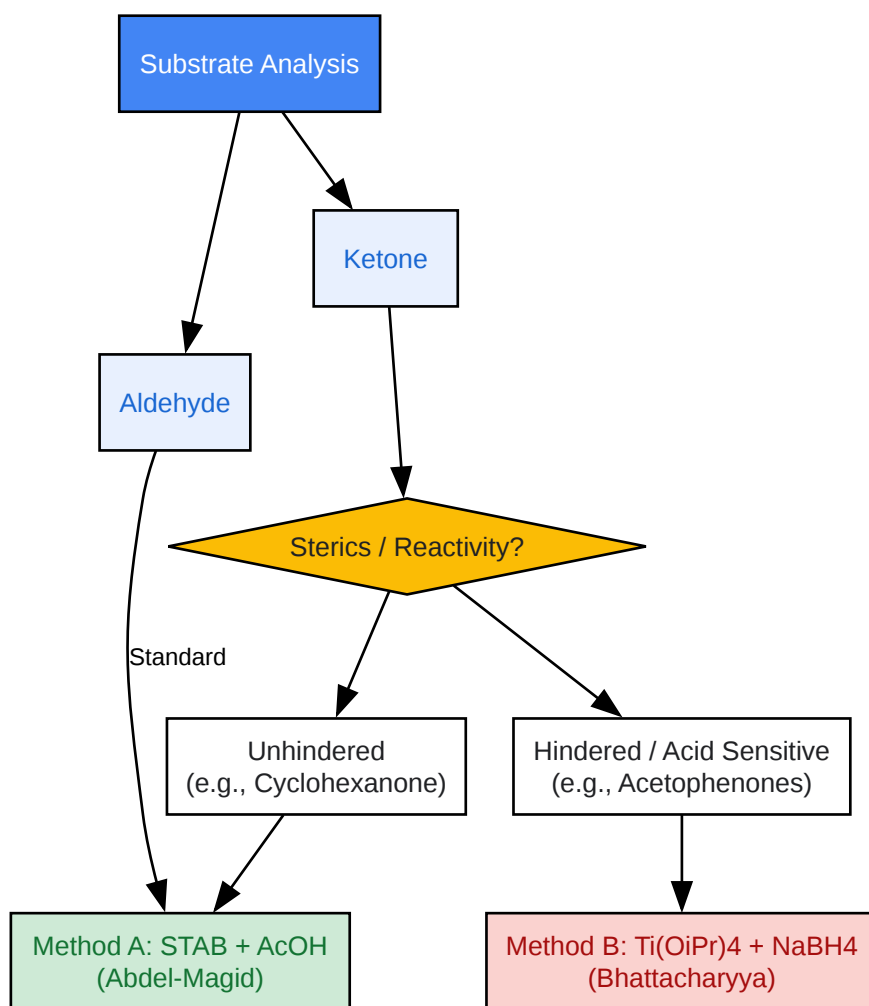 Substrate Analysis
Ketone
Aldehyde
Sterics / Reactivity?
Standard
Unhindered
(e.g., Cyclohexanone)
Hindered / Acid Sensitive
(e.g., Acetophenones)
Method A: STAB + AcOH
(Abdel-Magid)
Method B: Ti(OiPr)4 + NaBH4
(Bhattacharyya)